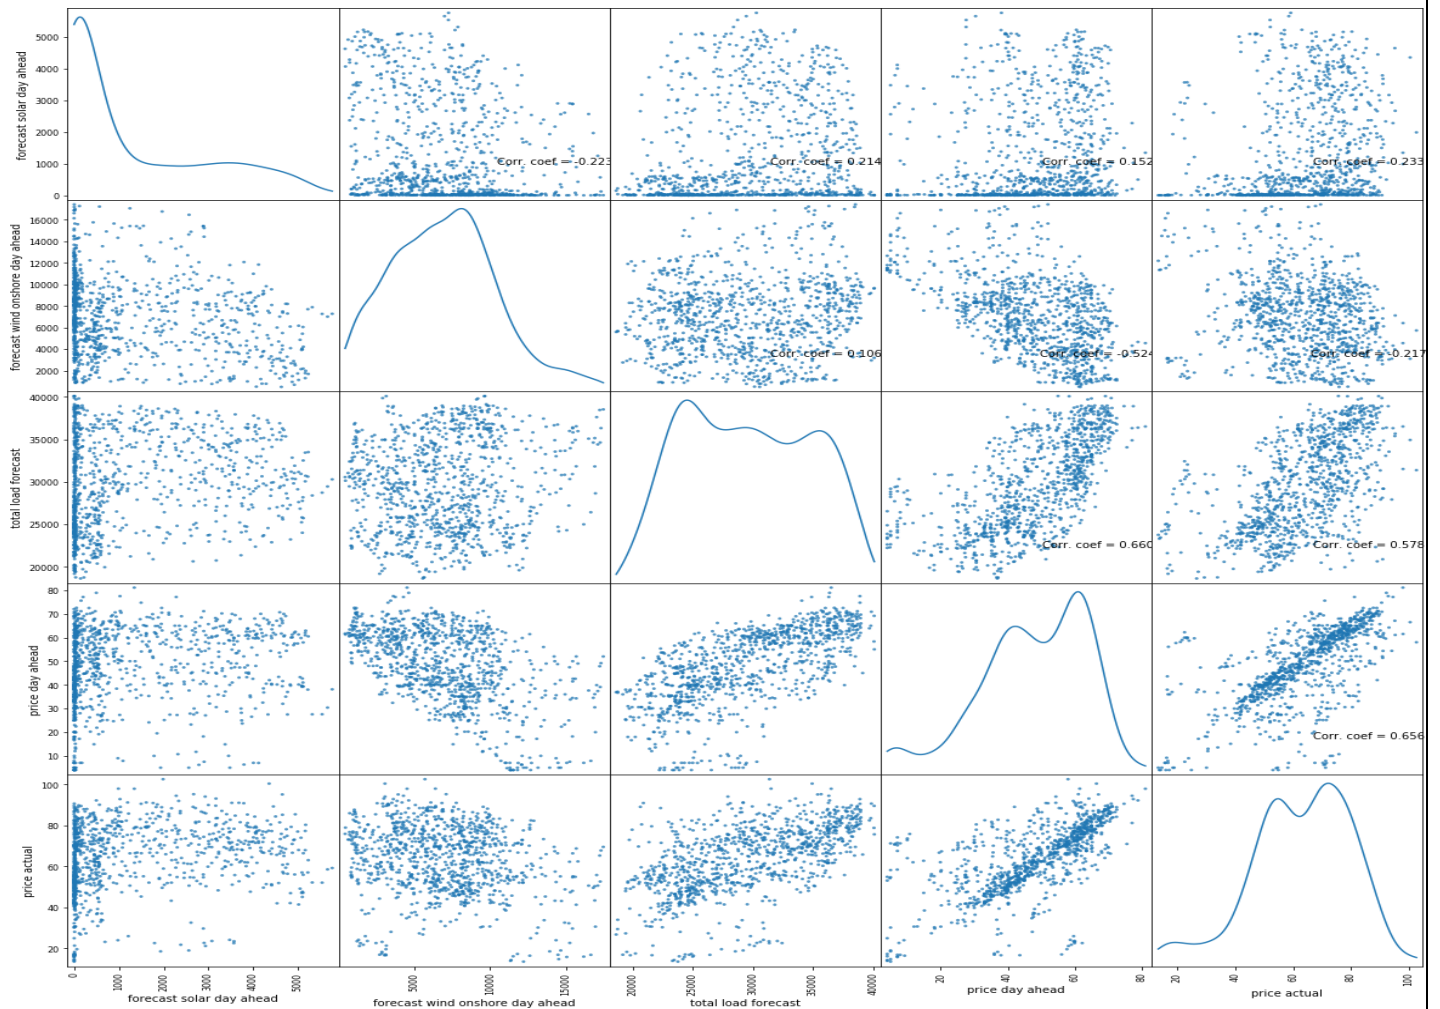 forecast solar day ahead
5000
4000
3000
2000
1000
0
Corr. coef = -0.223
Corr. coef = 0.214
Corr. coef = 0.152
Corr. coef = 0.233
forecast wind onshore day ahead
16000
14000
12000
10000
8000
6000
4000
2000
Corr. coef = 0.106
Corr. coef = -0.524
Corr. coef = -0.217
total load forecast
40000
35000
30000
25000
20000
Corr. coef = 0.660
Corr. coef = 0.578
price day ahead
80
70
60
50
40
30
20
10
Corr. coef = 0.656
price actual
100
80
60
40
20
0 1000 2000 3000 4000 5000
5000 10000 15000
20000 25000 30000 35000 40000
20 40 60 80
20 40 60 80 100
forecast solar day ahead
forecast wind onshore day ahead
total load forecast
price day ahead
price actual